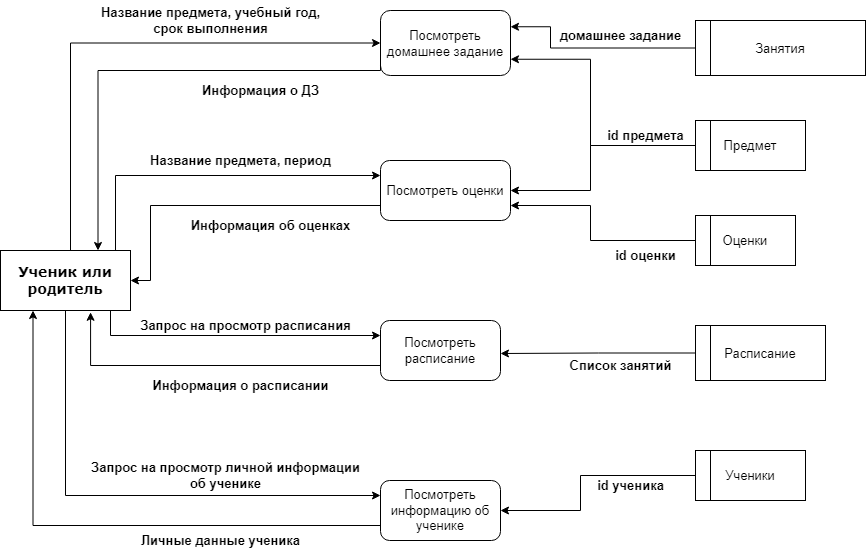 Название предмета, учебный год,
срок выполнения
Посмотреть
домашнее задание
домашнее задание
Занятия
Информация о ДЗ
id предмета
Предмет
Название предмета, период
Посмотреть оценки
Информация об оценках
Оценки
id оценки
Ученик или
родитель
Запрос на просмотр расписания
Посмотреть
расписание
Расписание
Список занятий
Информация о расписании
Запрос на просмотр личной информации
об ученике
Посмотреть
информацию об
ученике
id ученика
Ученики
Личные данные ученика